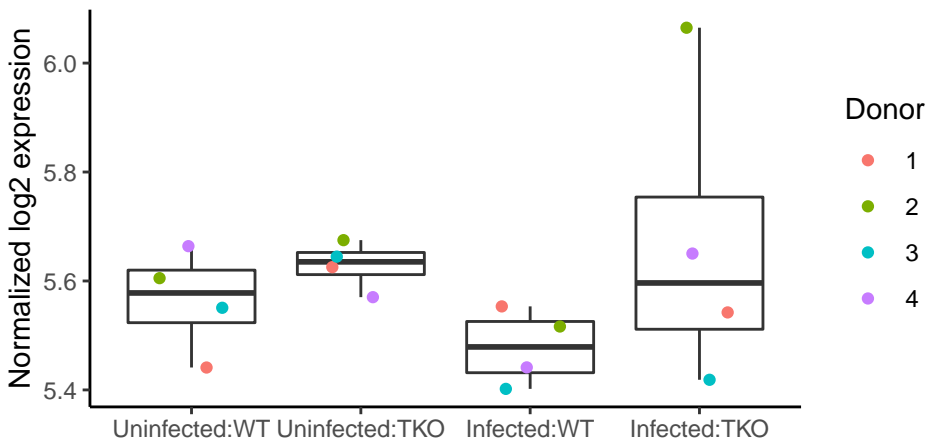 Normalized log2 expression
6.0
5.8
5.6
5.4
Uninfected:WT Uninfected:TKO Infected:WT Infected:TKO
Donor
1
2
3
4